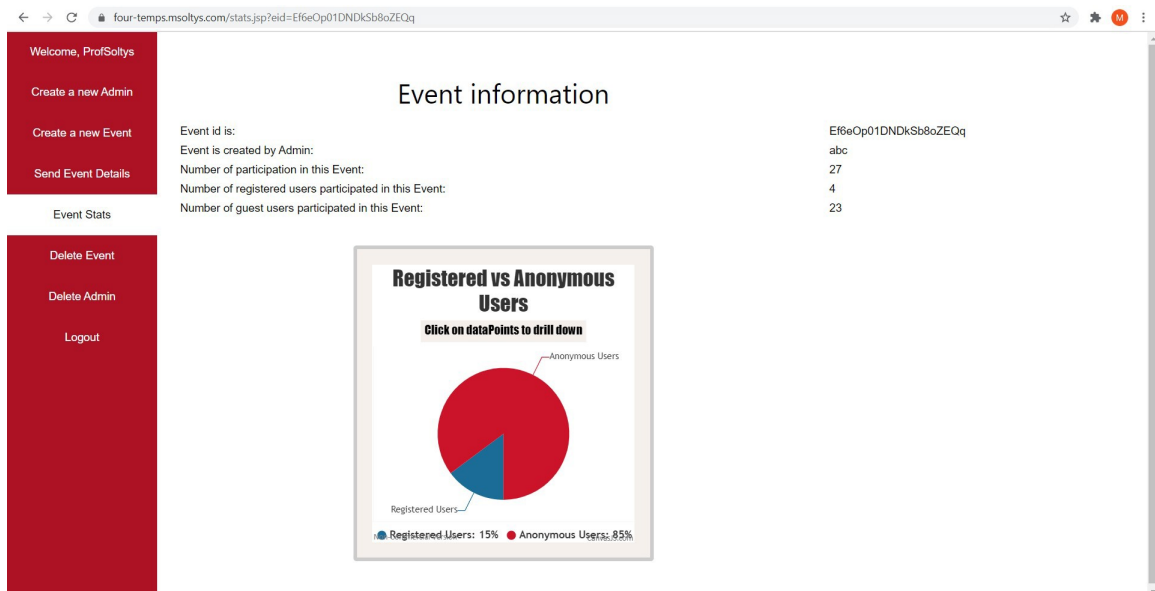 four-temps.msoltys.com/stats.jsp?eid=Ef6eOp01DNDkSb8oZEQq
M
Welcome, ProfSoltys
Create a new Admin
Create a new Event
Send Event Details
Event Stats
Delete Event
Delete Admin
Logout
Event information
Event id is: Ef6eOp01DNDkSb8oZEQq
Event is created by Admin: abc
Number of participation in this Event: 27
Number of registered users participated in this Event: 4
Number of guest users participated in this Event: 23
Registered vs Anonymous
Users
Click on dataPoints to drill down
Anonymous Users
Registered Users
Registered Users: 15% Anonymous Users: 85%